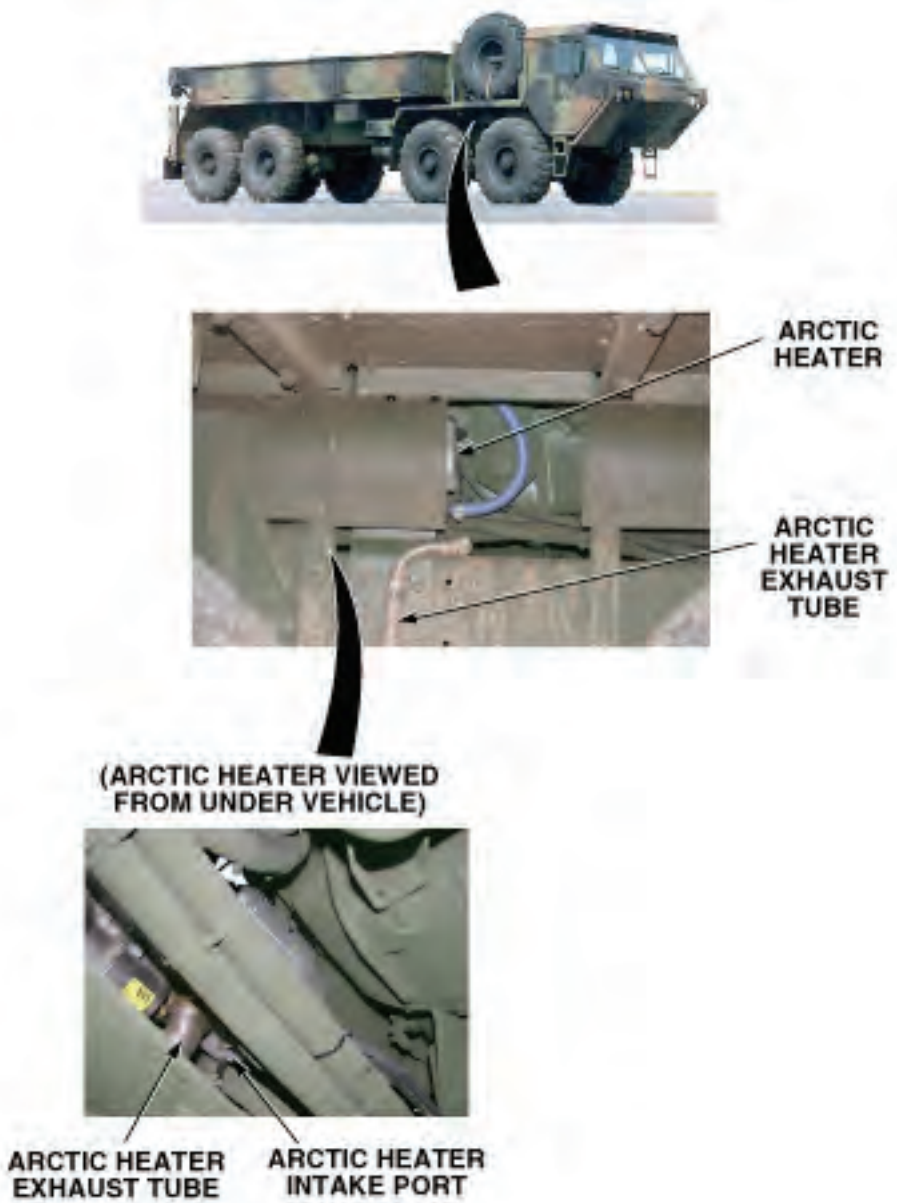 ARCTIC
HEATER
ARCTIC
HEATER
EXHAUST
TUBE
(ARCTIC HEATER VIEWED
FROM UNDER VEHICLE)
ARCTIC HEATER
EXHAUST TUBE
ARCTIC HEATER
INTAKE PORT